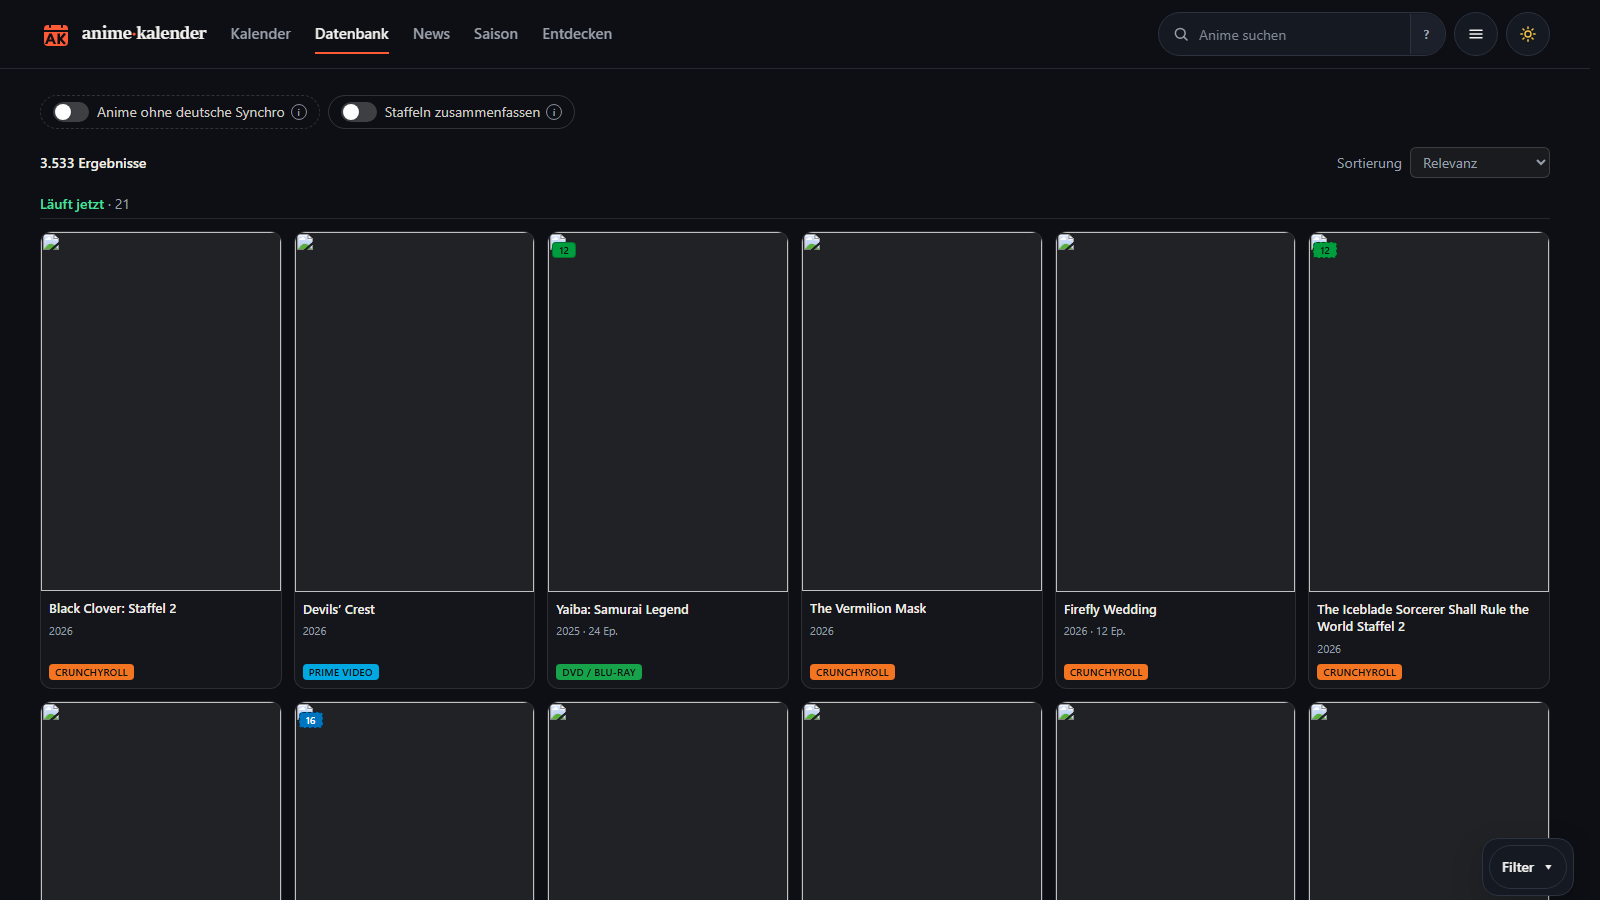 AK anime·kalender Kalender Datenbank News Saison Entdecken Anime suchen ?
Anime ohne deutsche Synchro i Staffeln zusammenfassen i
3.533 Ergebnisse Sortierung Relevanz
Läuft jetzt · 21
12 12
Black Clover: Staffel 2
2026
CRUNCHYROLL
Devils’ Crest
2026
PRIME VIDEO
Yaiba: Samurai Legend
2025 · 24 Ep.
DVD / BLU-RAY
The Vermilion Mask
2026
CRUNCHYROLL
Firefly Wedding
2026 · 12 Ep.
CRUNCHYROLL
The Iceblade Sorcerer Shall Rule the
World Staffel 2
2026
CRUNCHYROLL
16
Filter